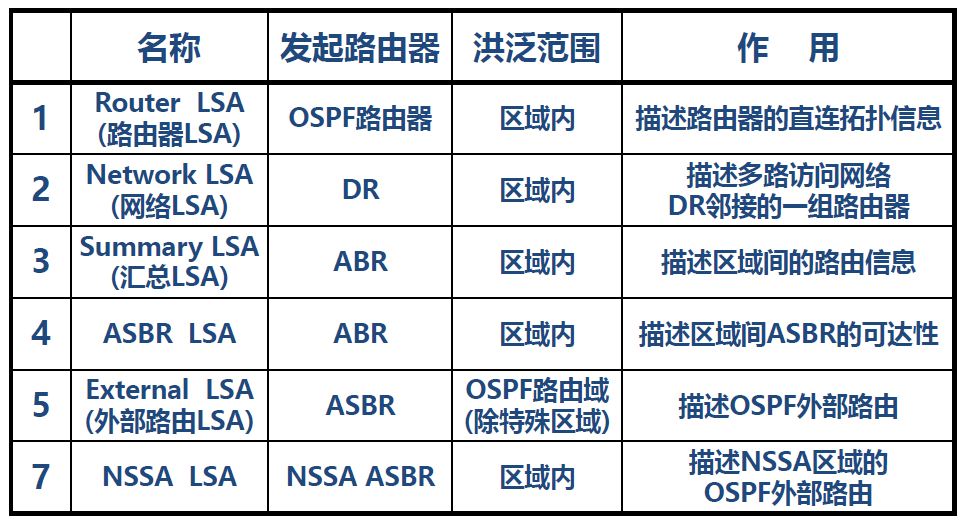 名称 发起路由器 洪泛范围 作 用
1 Router LSA (路由器LSA) OSPF路由器 区域内 描述路由器的直连拓扑信息
2 Network LSA (网络LSA) DR 区域内 描述多路访问网络 DR邻接的一组路由器
3 Summary LSA (汇总LSA) ABR 区域内 描述区域间的路由信息
4 ASBR LSA ABR 区域内 描述区域间ASBR的可达性
5 External LSA (外部路由LSA) ASBR OSPF路由域 (除特殊区域) 描述OSPF外部路由
7 NSSA LSA NSSA ASBR 区域内 描述NSSA区域的 OSPF外部路由